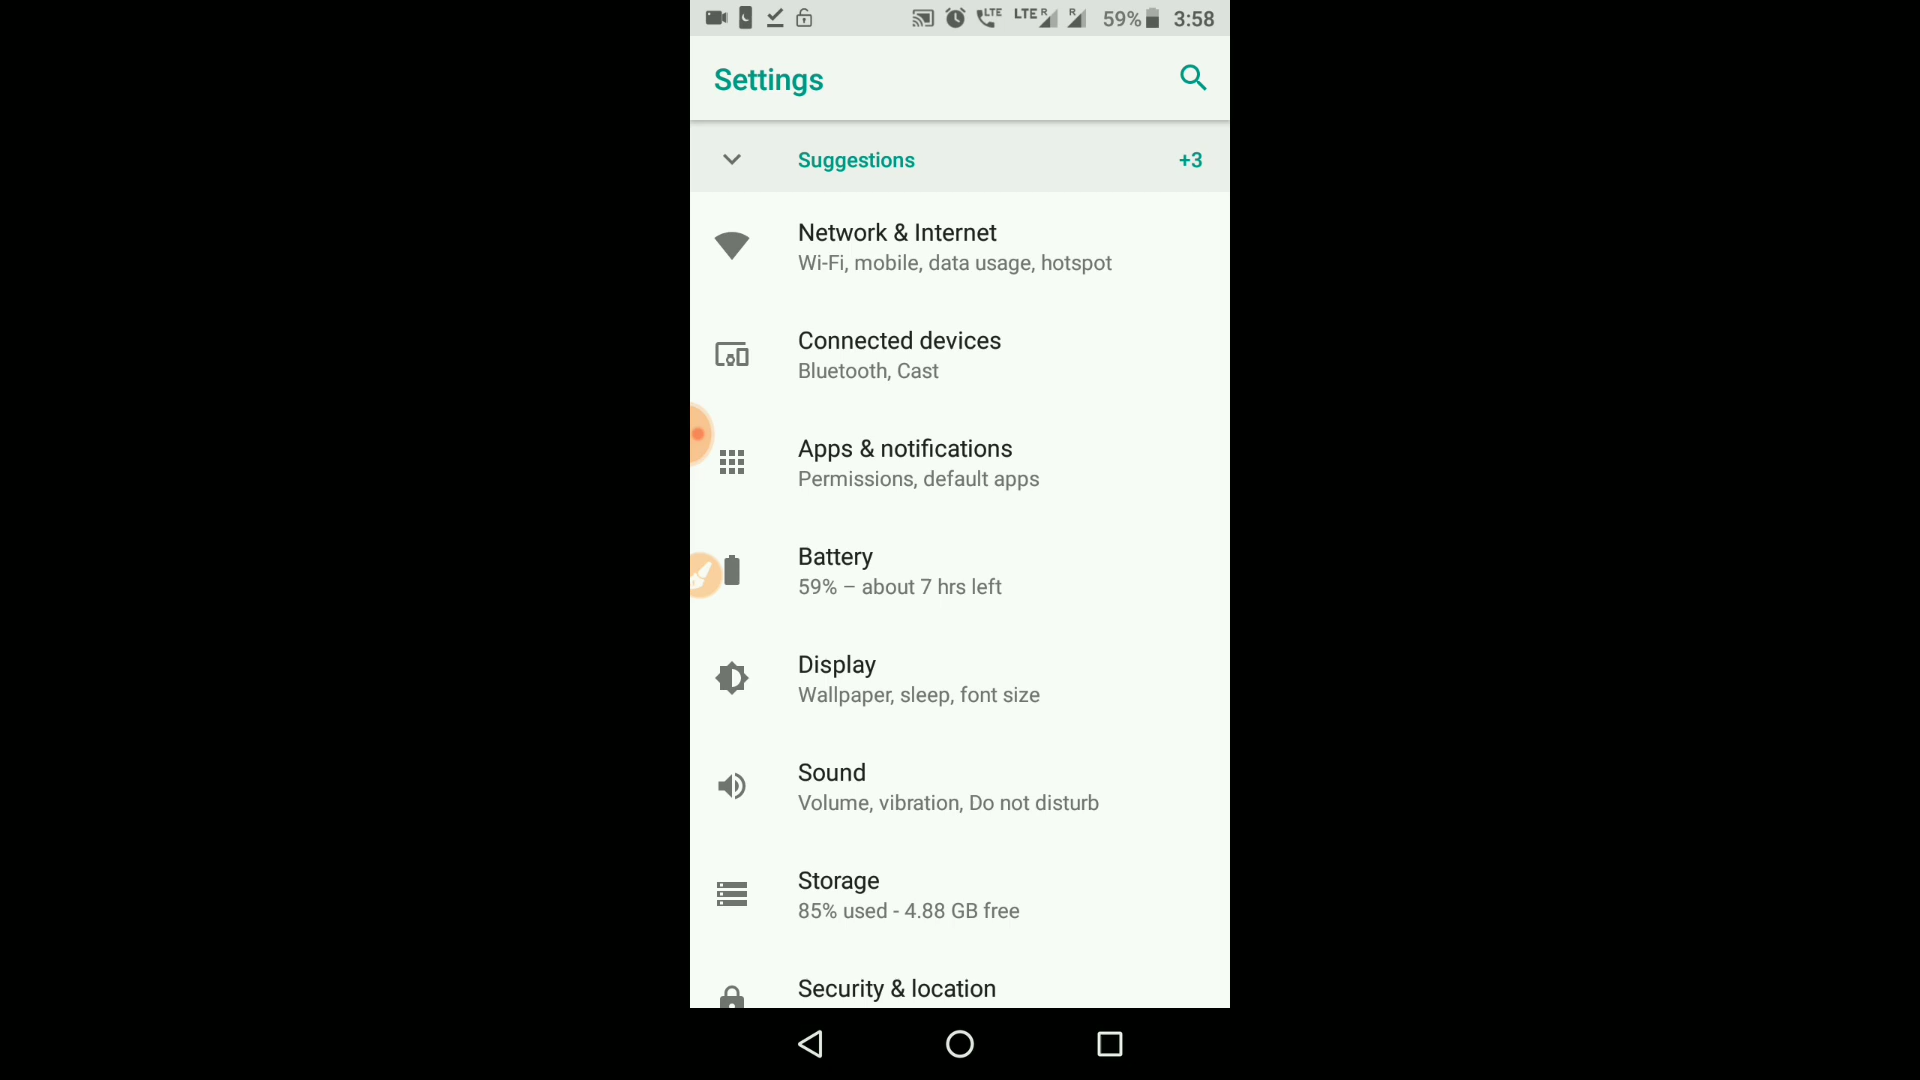 LTE LTE R R 59% 3:58
Settings
Suggestions +3
Network & Internet
Wi-Fi, mobile, data usage, hotspot
Connected devices
Bluetooth, Cast
Apps & notifications
Permissions, default apps
Battery
59% – about 7 hrs left
Display
Wallpaper, sleep, font size
Sound
Volume, vibration, Do not disturb
Storage
85% used - 4.88 GB free
Security & location